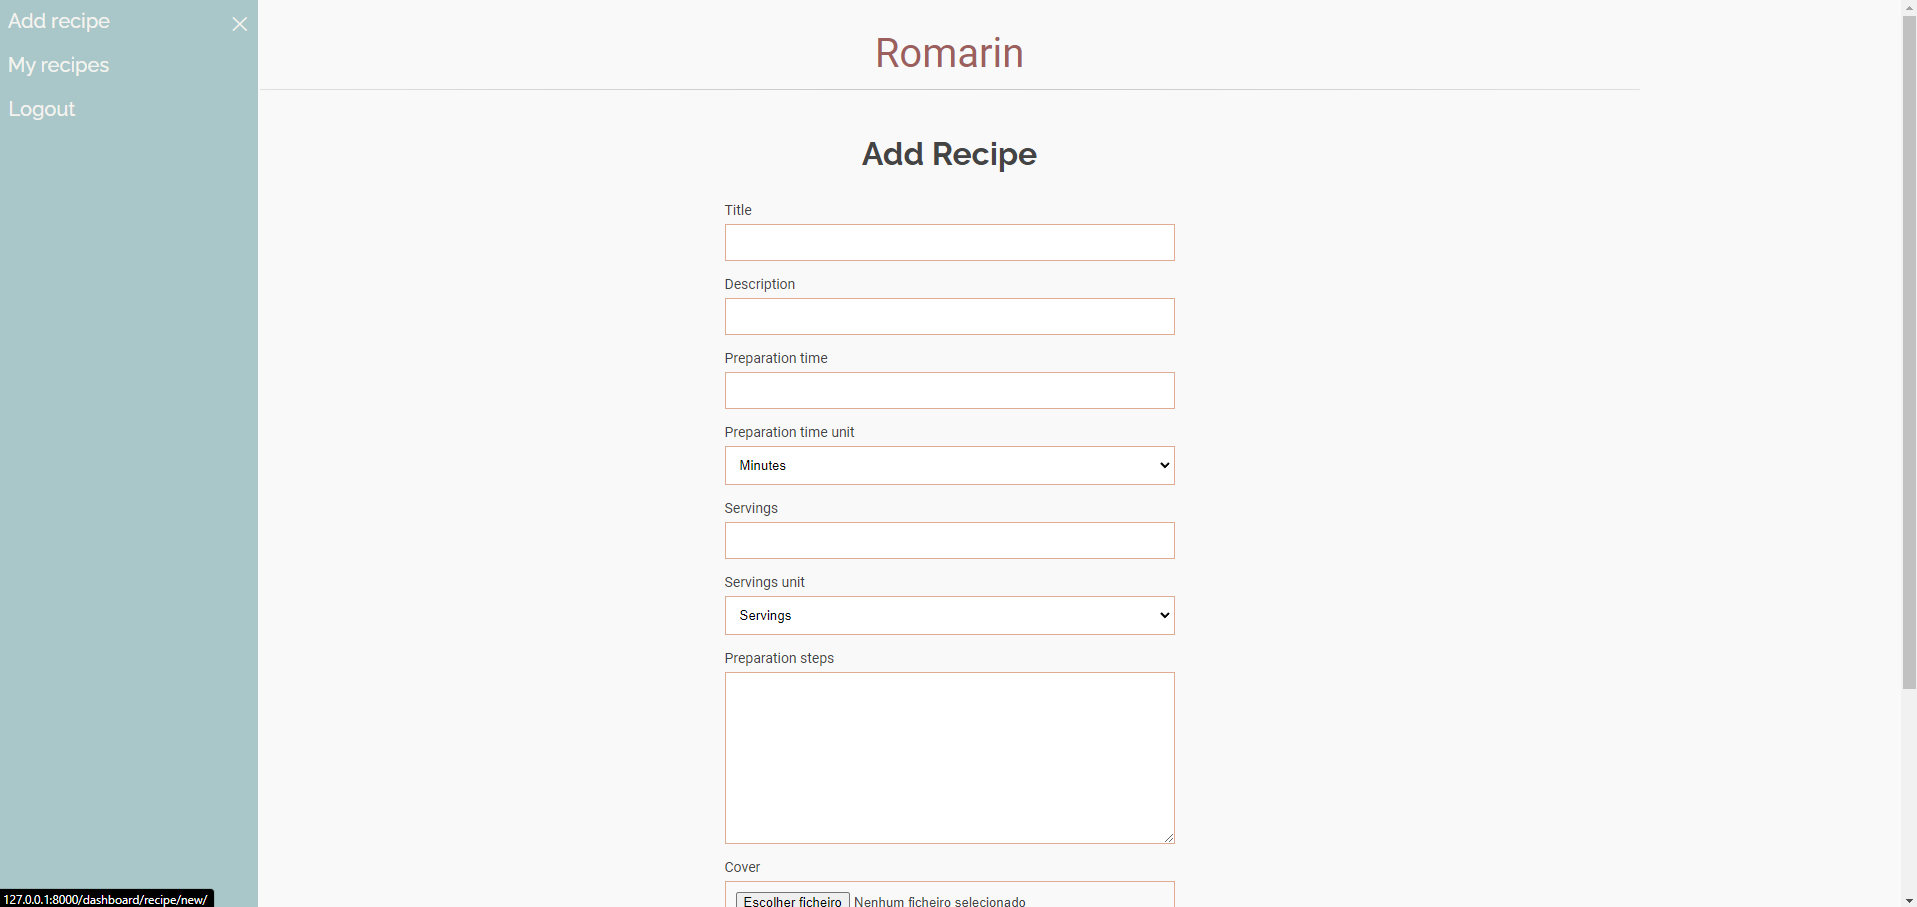 Add recipe
My recipes
Logout
Romarin
Add Recipe
Title
Description
Preparation time
Preparation time unit
Minutes
Servings
Servings unit
Servings
Preparation steps
Cover
Escolher ficheiro Nenhum ficheiro selecionado
127.0.0.1:8000/dashboard/recipe/new/